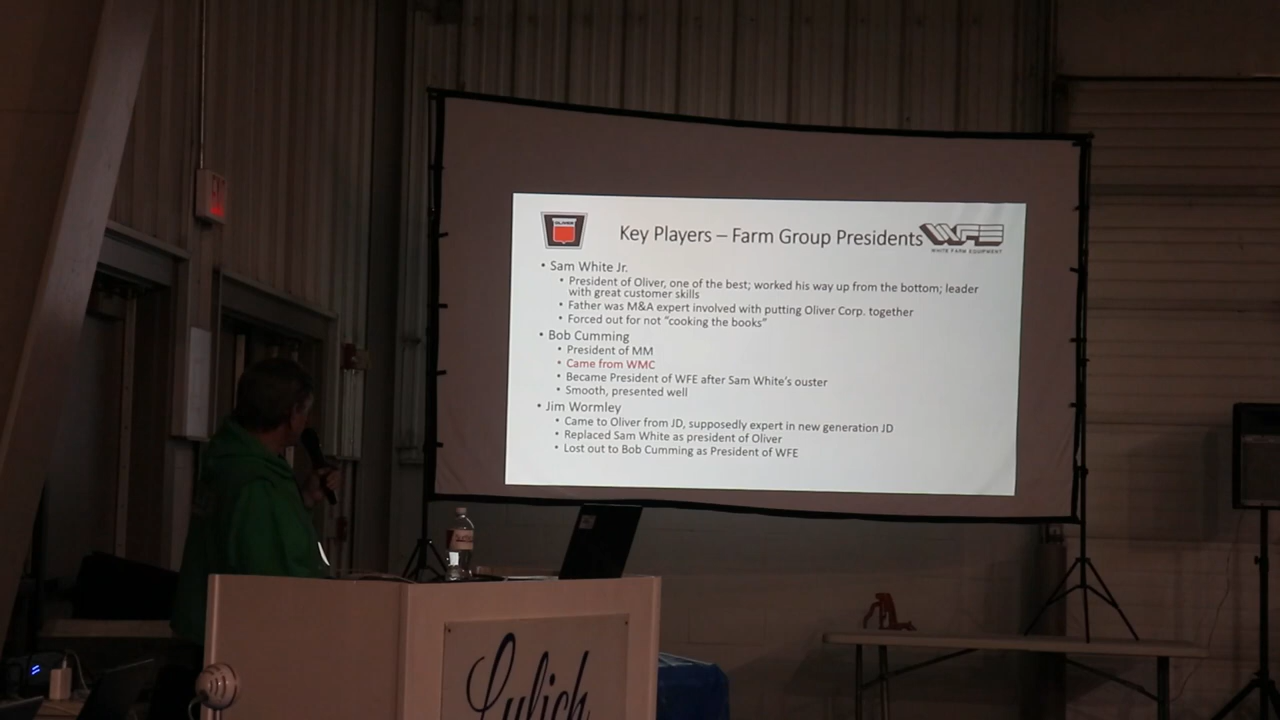 EXIT
OLIVER
Key Players – Farm Group Presidents
WFE
WHITE FARM EQUIPMENT
• Sam White Jr.
• President of Oliver, one of the best; worked his way up from the bottom; leader
with great customer skills
• Father was M&A expert involved with putting Oliver Corp. together
• Forced out for not “cooking the books”
• Bob Cumming
• President of MM
• Came from WMC
• Became President of WFE after Sam White's ouster
• Smooth, presented well
• Jim Wormley
• Came to Oliver from JD, supposedly expert in new generation JD
• Replaced Sam White as president of Oliver
• Lost out to Bob Cumming as President of WFE
Lulich